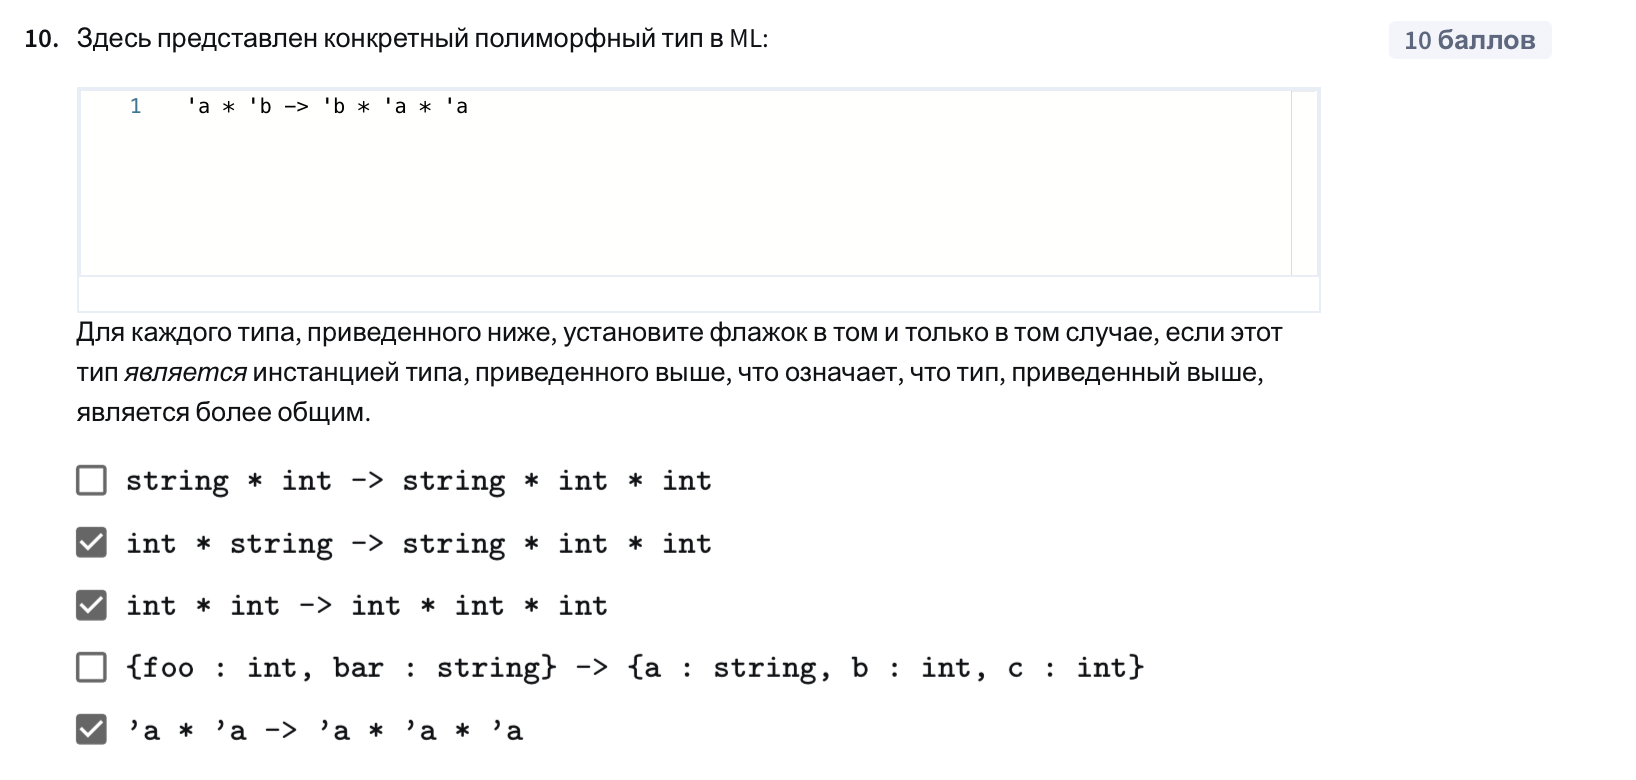 10. Здесь представлен конкретный полиморфный тип в ML:
10 баллов
1 'a * 'b -> 'b * 'a * 'a
Для каждого типа, приведенного ниже, установите флажок в том и только в том случае, если этот
тип является инстанцией типа, приведенного выше, что означает, что тип, приведенный выше,
является более общим.
string * int -> string * int * int
int * string -> string * int * int
int * int -> int * int * int
{foo : int, bar : string} -> {a : string, b : int, c : int}
’a * ’a -> ’a * ’a * ’a